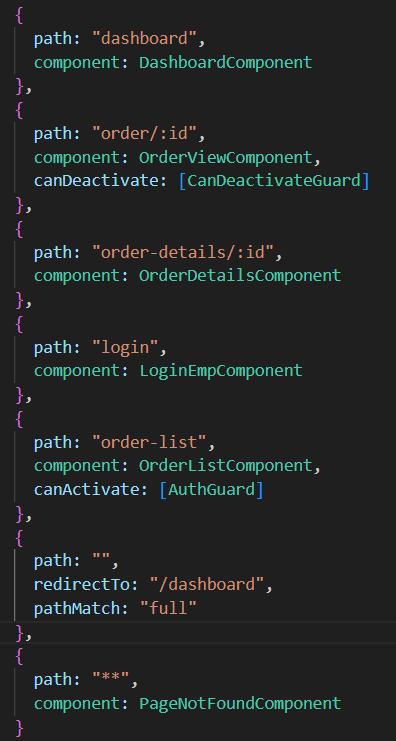 {
  path: "dashboard",
  component: DashboardComponent
},
{
  path: "order/:id",
  component: OrderViewComponent,
  canDeactivate: [CanDeactivateGuard]
},
{
  path: "order-details/:id",
  component: OrderDetailsComponent
},
{
  path: "login",
  component: LoginEmpComponent
},
{
  path: "order-list",
  component: OrderListComponent,
  canActivate: [AuthGuard]
},
{
  path: "",
  redirectTo: "/dashboard",
  pathMatch: "full"
},
{
  path: "**",
  component: PageNotFoundComponent
}